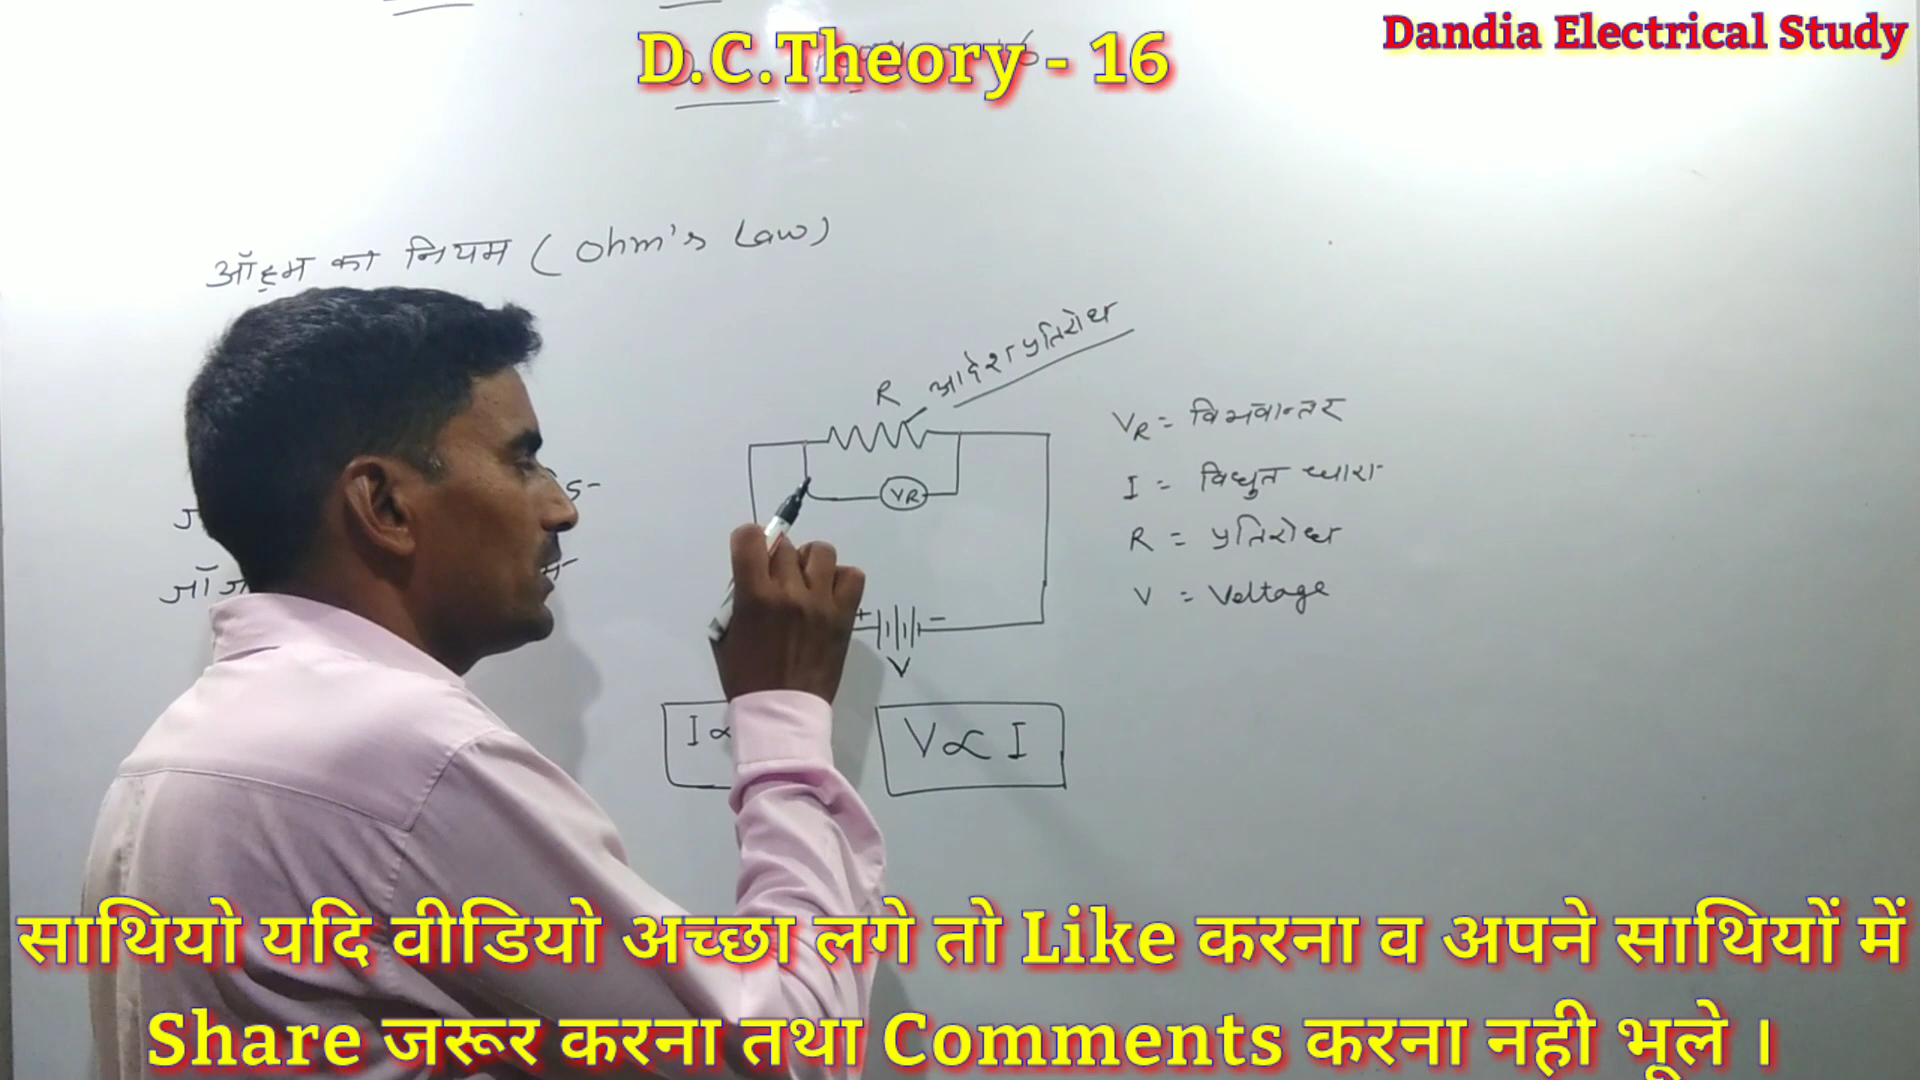 D.C.Theory - 16
Dandia Electrical Study
ऑह्म का नियम ( Ohm's Law)
R आदेश प्रतिरोध
VR
+ -
V
VR = विभवान्तर
I = विद्युत धारा
R = प्रतिरोध
V = Voltage
I ∝
V ∝ I
साथियो यदि वीडियो अच्छा लगे तो Like करना व अपने साथियों में
Share जरूर करना तथा Comments करना नही भूले ।